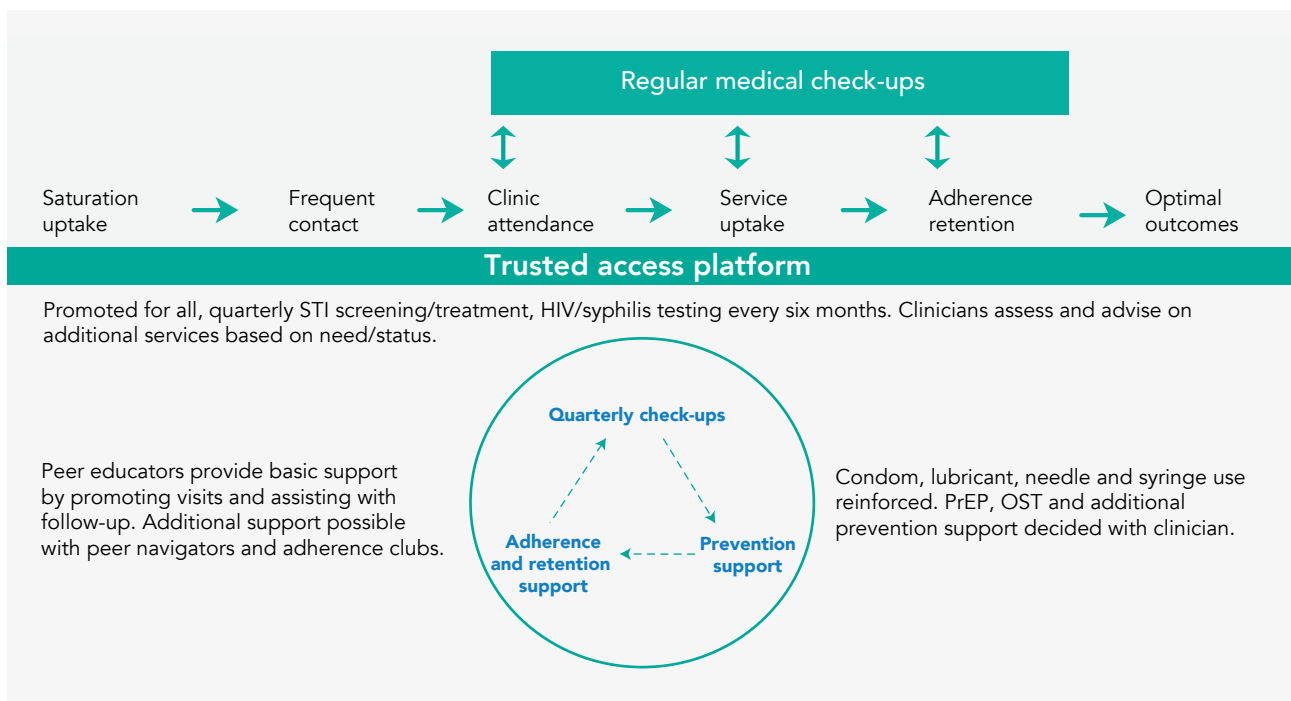 Regular medical check-ups
Saturation
uptake
Frequent
contact
Clinic
attendance
Service
uptake
Adherence
retention
Optimal
outcomes
Trusted access platform
Promoted for all, quarterly STI screening/treatment, HIV/syphilis testing every six months. Clinicians assess and advise on
additional services based on need/status.
Quarterly check-ups
Peer educators provide basic support
by promoting visits and assisting with
follow-up. Additional support possible
with peer navigators and adherence clubs.
Adherence
and retention
support
Prevention
support
Condom, lubricant, needle and syringe use
reinforced. PrEP, OST and additional
prevention support decided with clinician.